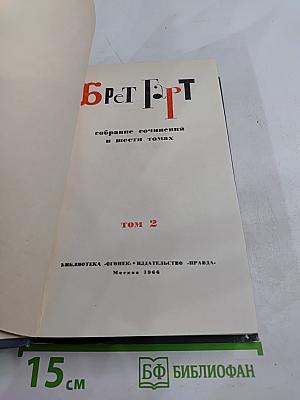 Брет Гарт
собрание сочинений
в шести томах
том 2
БИБЛИОТЕКА «ОГОНЕК» • ИЗДАТЕЛЬСТВО «ПРАВДА»
Москва 1966
15 см
БФ БИБЛИОФАН